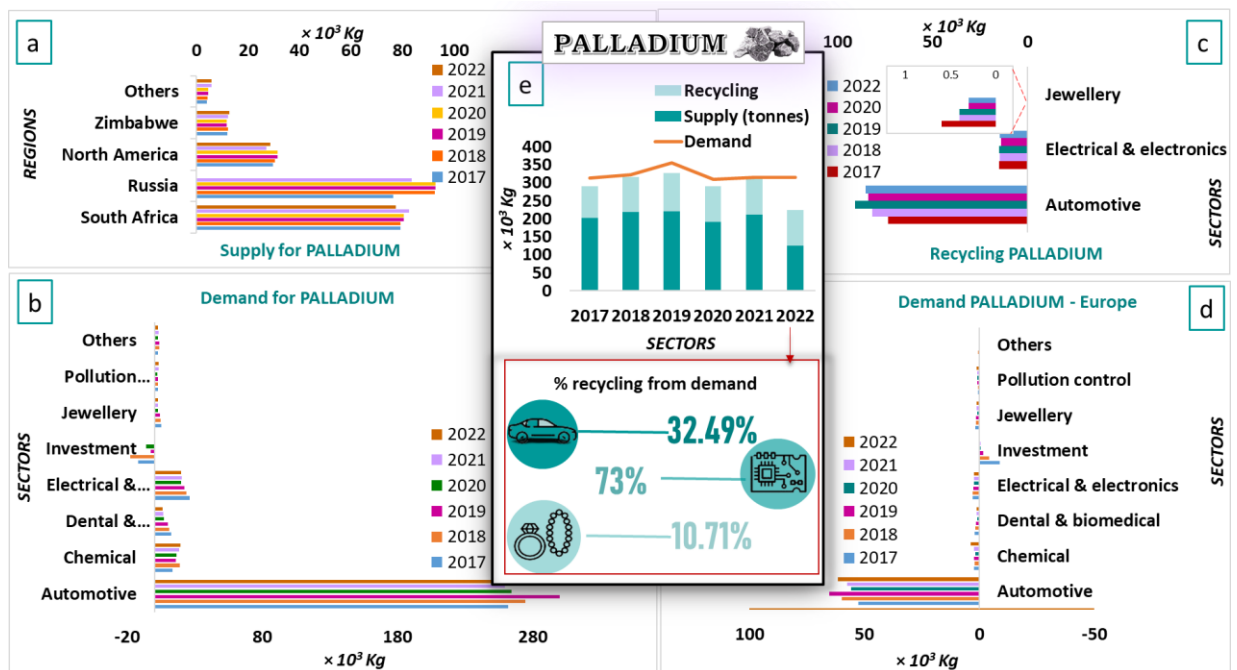 a
× 10³ Kg
0 20 40 60 80 100
Others
Zimbabwe
North America
Russia
South Africa
REGIONS
2022
2021
2020
2019
2018
2017
Supply for PALLADIUM
b
Demand for PALLADIUM
Others
Pollution...
Jewellery
Investment
Electrical &...
Dental &...
Chemical
Automotive
SECTORS
2022
2021
2020
2019
2018
2017
-20 80 180 280
× 10³ Kg
PALLADIUM
e
Recycling
Supply (tonnes)
Demand
400
350
300
250
200
150
100
50
0
× 10³ Kg
2017 2018 2019 2020 2021 2022
SECTORS
% recycling from demand
32.49%
73%
10.71%
× 10³ Kg
c
100 50 0
1 0.5 0
2022
2020
2019
2018
2017
Jewellery
Electrical & electronics
Automotive
SECTORS
Recycling PALLADIUM
Demand PALLADIUM - Europe
d
Others
Pollution control
Jewellery
Investment
Electrical & electronics
Dental & biomedical
Chemical
Automotive
SECTORS
2022
2021
2020
2019
2018
2017
100 50 0 -50
× 10³ Kg